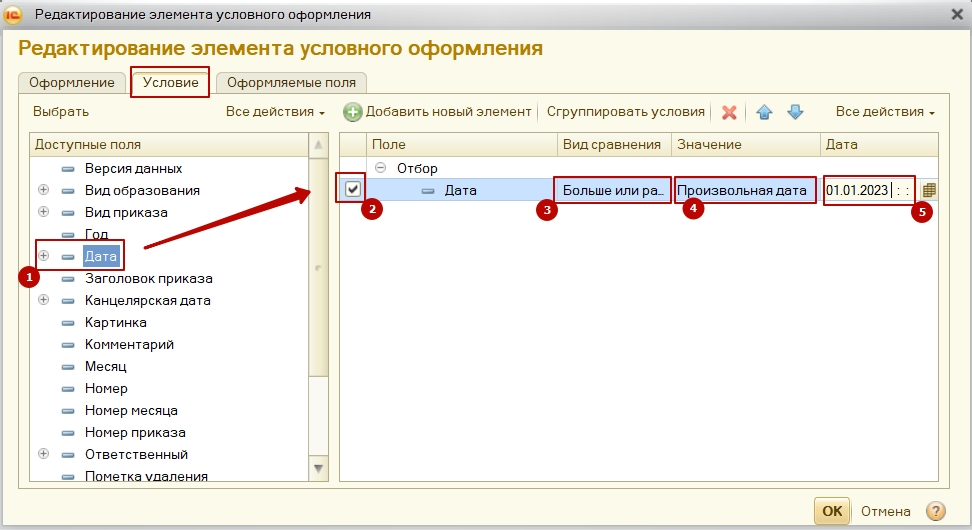 1С Редактирование элемента условного оформления
Редактирование элемента условного оформления
Оформление Условие Оформляемые поля
Выбрать Все действия Добавить новый элемент Сгруппировать условия Все действия
Доступные поля Поле Вид сравнения Значение Дата
Версия данных Отбор
Вид образования Дата Больше или ра... Произвольная дата 01.01.2023 : :
Вид приказа 2 3 4 5
Год
1 Дата
Заголовок приказа
Канцелярская дата
Картинка
Комментарий
Месяц
Номер
Номер месяца
Номер приказа
Ответственный
Пометка удаления
ОК Отмена ?